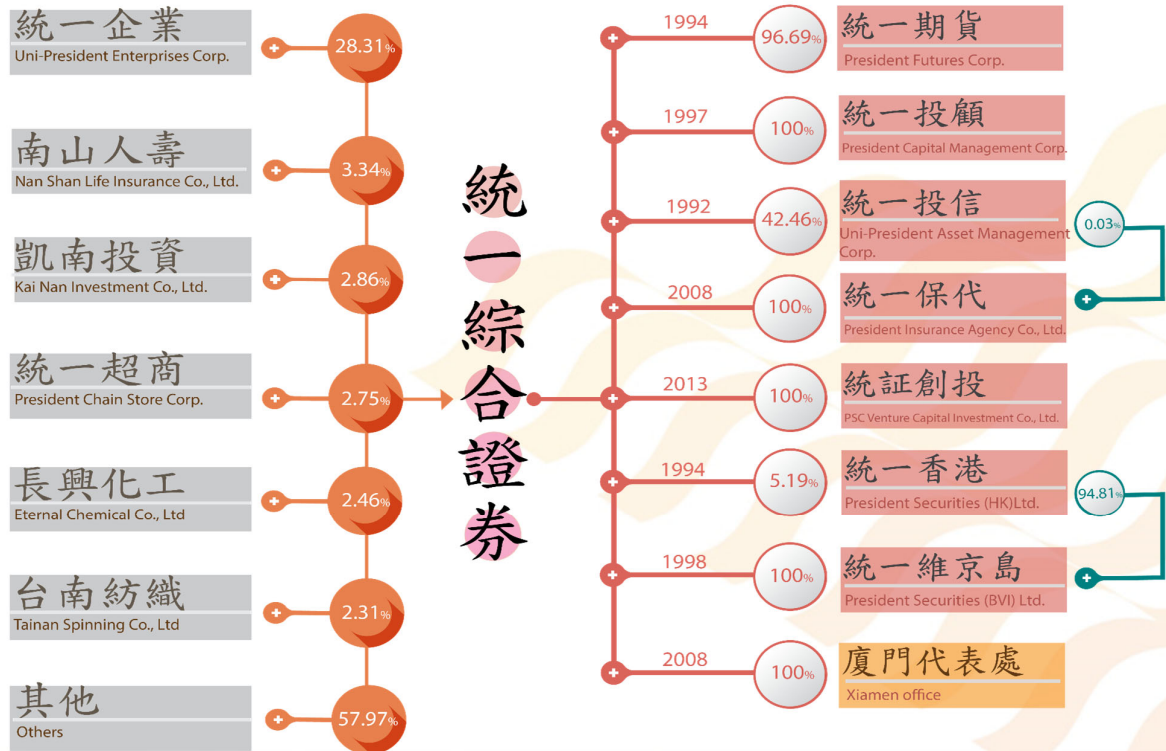 統一企業
Uni-President Enterprises Corp.
28.31%
南山人壽
Nan Shan Life Insurance Co., Ltd.
3.34%
凱南投資
Kai Nan Investment Co., Ltd.
2.86%
統一超商
President Chain Store Corp.
2.75%
長興化工
Eternal Chemical Co., Ltd
2.46%
台南紡織
Tainan Spinning Co., Ltd
2.31%
其他
Others
57.97%
統一綜合證券
1994
96.69%
統一期貨
President Futures Corp.
1997
100%
統一投顧
President Capital Management Corp.
1992
42.46%
統一投信
Uni-President Asset Management
Corp.
0.03%
2008
100%
統一保代
President Insurance Agency Co., Ltd.
2013
100%
統証創投
PSC Venture Capital Investment Co., Ltd.
1994
5.19%
統一香港
President Securities (HK)Ltd.
94.81%
1998
100%
統一維京島
President Securities (BVI) Ltd.
2008
100%
廈門代表處
Xiamen office